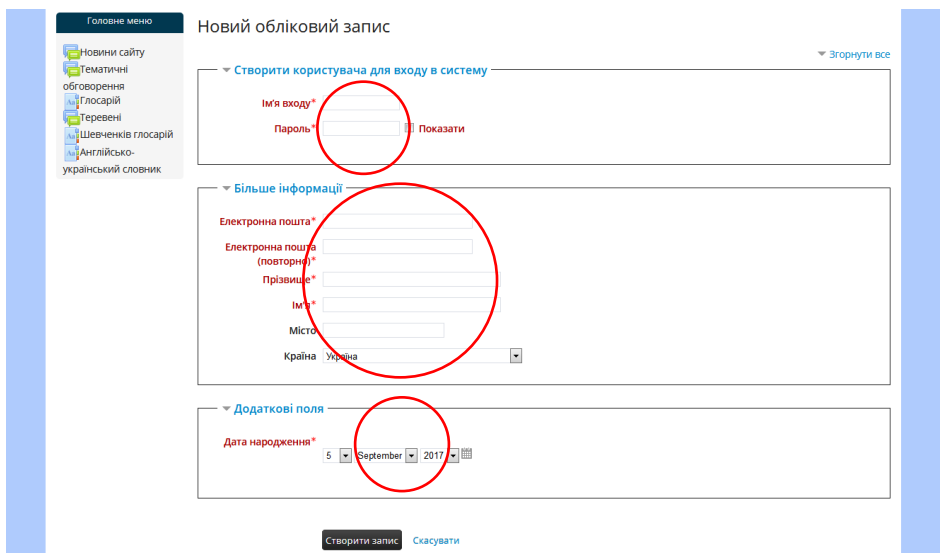 Головне меню
Новини сайту
Тематичні
обговорення
Глосарій
Теревені
Шевченків глосарій
Англійсько-
український словник
Новий обліковий запис
Згорнути все
Створити користувача для входу в систему
Ім'я входу*
Пароль*
Показати
Більше інформації
Електронна пошта*
Електронна пошта
(повторно)*
Прізвище*
Ім'я*
Місто
Країна Україна
Додаткові поля
Дата народження*
5 September 2017
Створити запис Скасувати